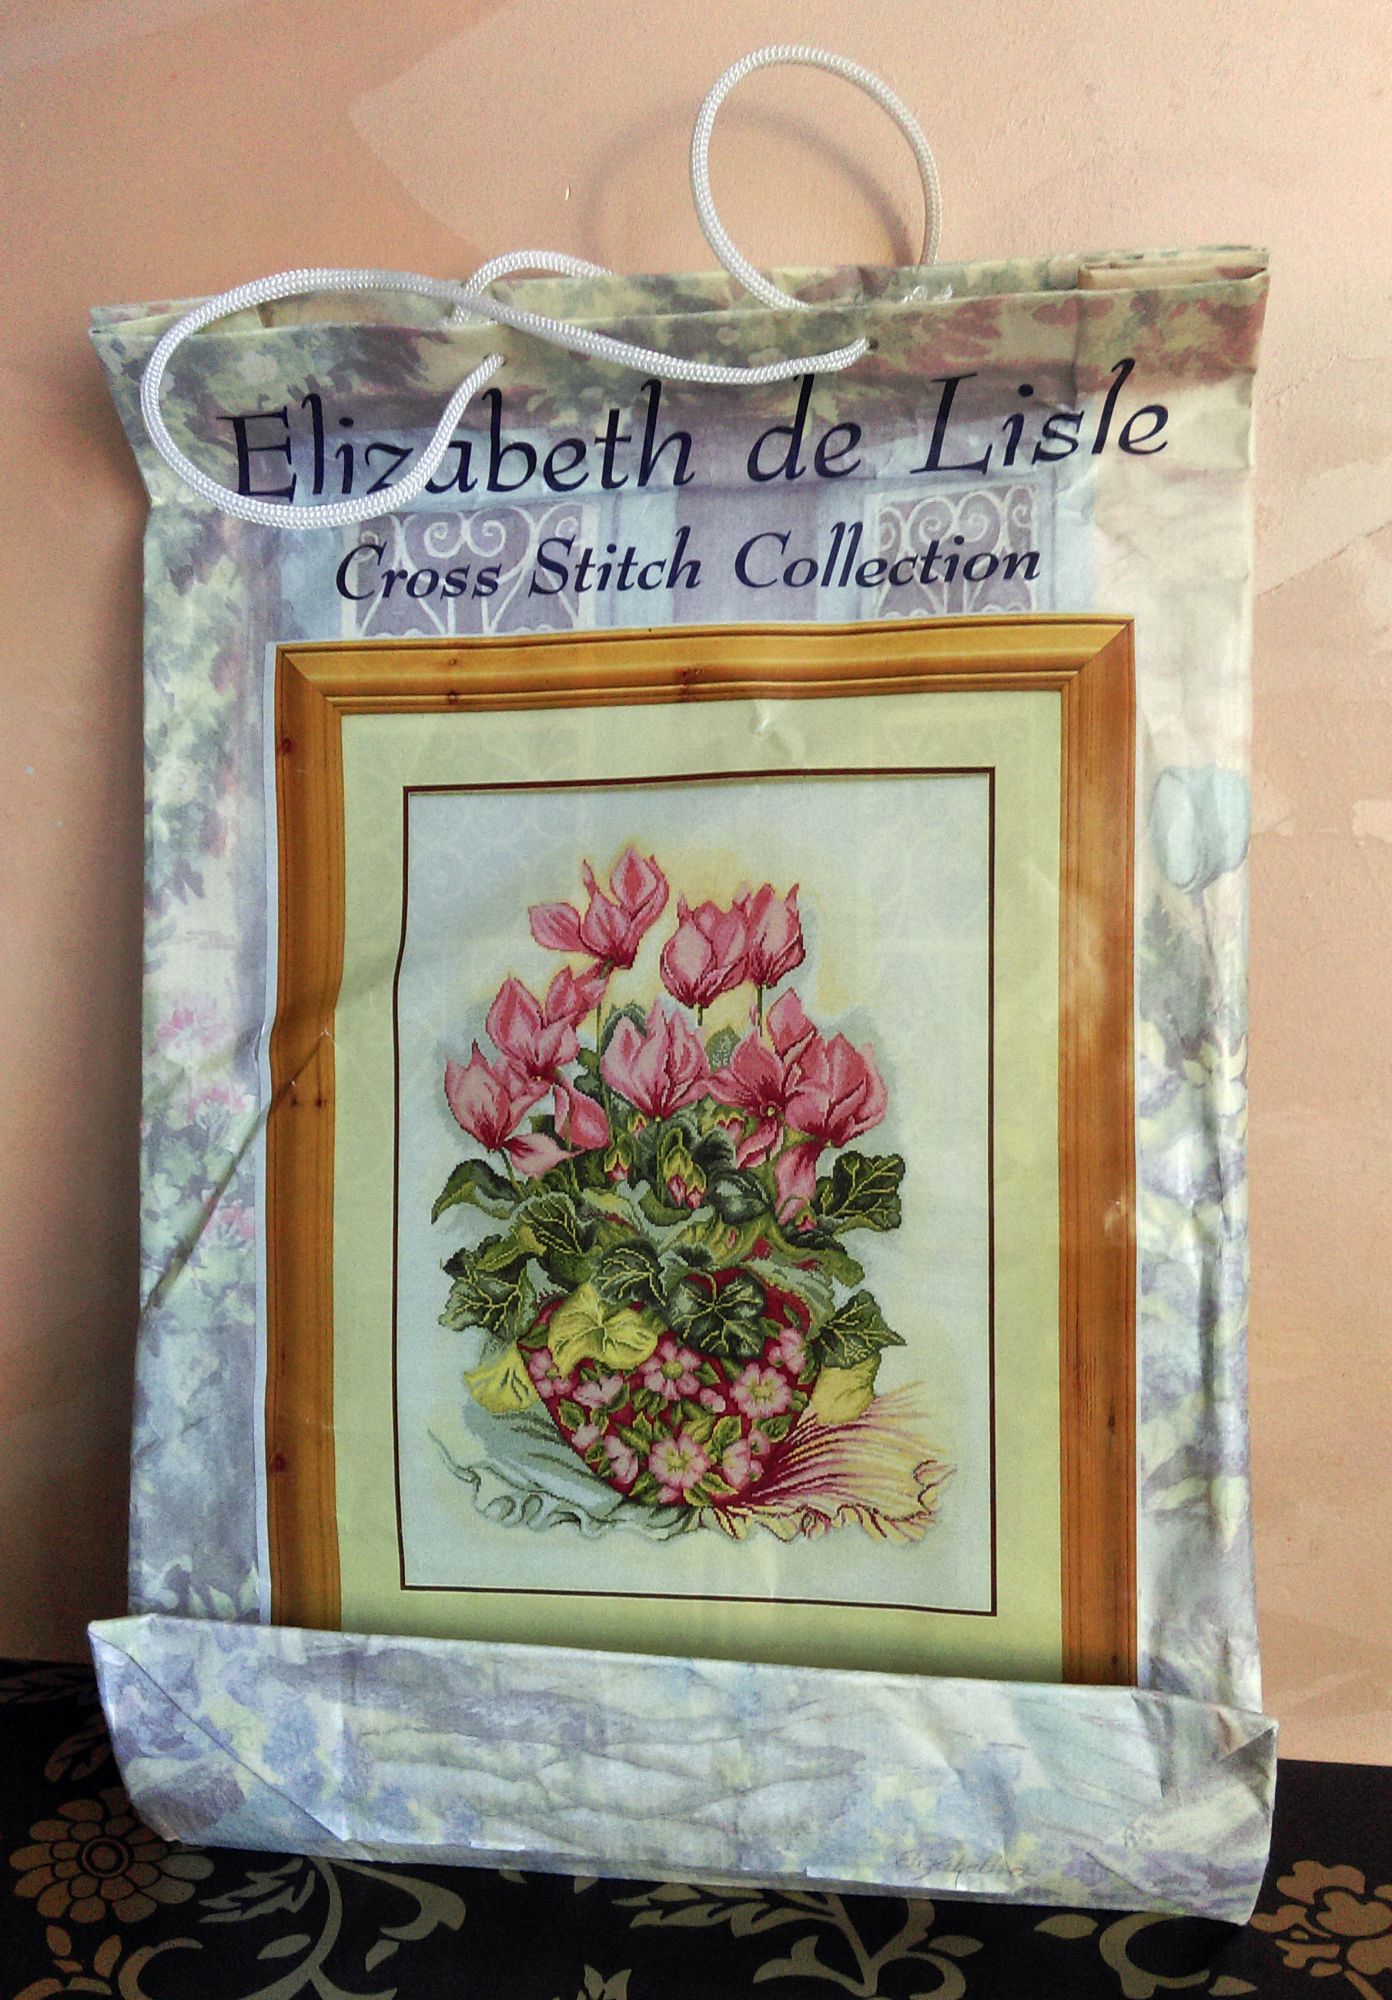 Elizabeth de Lisle
Cross Stitch Collection